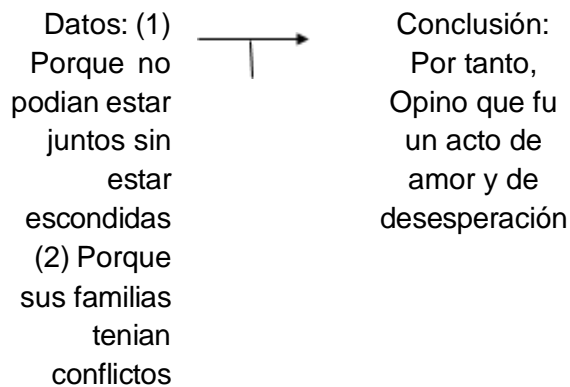 Datos: (1)
Porque no
podian estar
juntos sin
estar
escondidas
(2) Porque
sus familias
tenian
conflictos
Conclusión:
Por tanto,
Opino que fu
un acto de
amor y de
desesperación